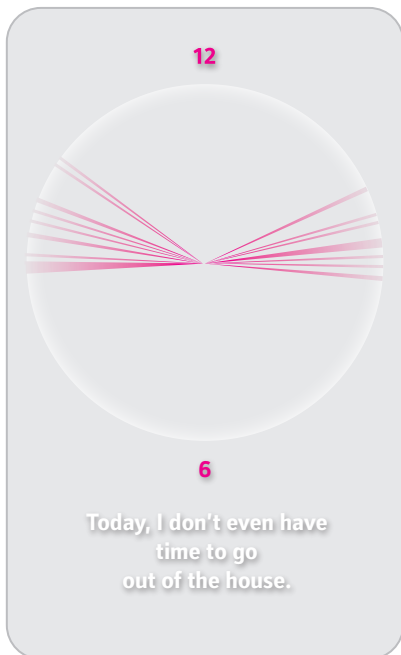 12
6
Today, I don’t even have
time to go
out of the house.